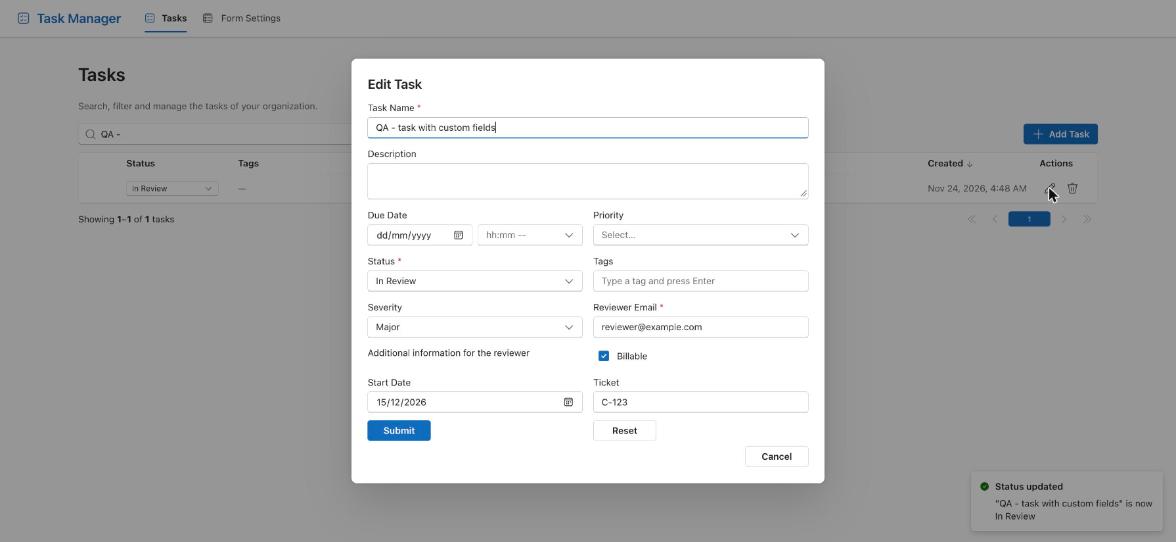 Task Manager
Tasks
Form Settings
Tasks
Search, filter and manage the tasks of your organization.
QA -
Add Task
Status
Tags
Created
Actions
In Review
—
Nov 24, 2026, 4:48 AM
Showing 1–1 of 1 tasks
1
Edit Task
Task Name *
QA - task with custom fields
Description
Due Date
Priority
dd/mm/yyyy
hh:mm --
Select...
Status *
Tags
In Review
Type a tag and press Enter
Severity
Reviewer Email *
Major
reviewer@example.com
Additional information for the reviewer
Billable
Start Date
Ticket
15/12/2026
C-123
Submit
Reset
Cancel
Status updated
"QA - task with custom fields" is now
In Review